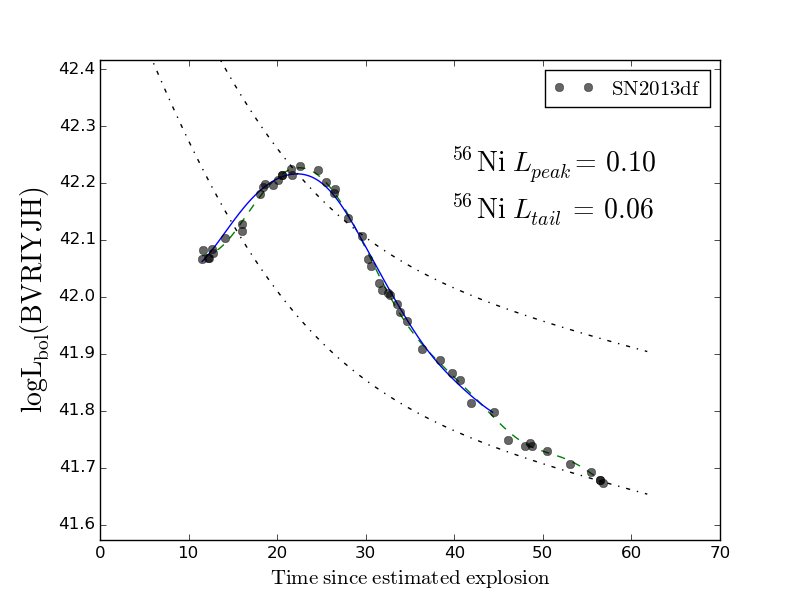 SN2013df
⁵⁶Ni L_peak = 0.10
⁵⁶Ni L_tail = 0.06
logL_bol(BVRIYJH)
42.4
42.3
42.2
42.1
42.0
41.9
41.8
41.7
41.6
0 10 20 30 40 50 60 70
Time since estimated explosion